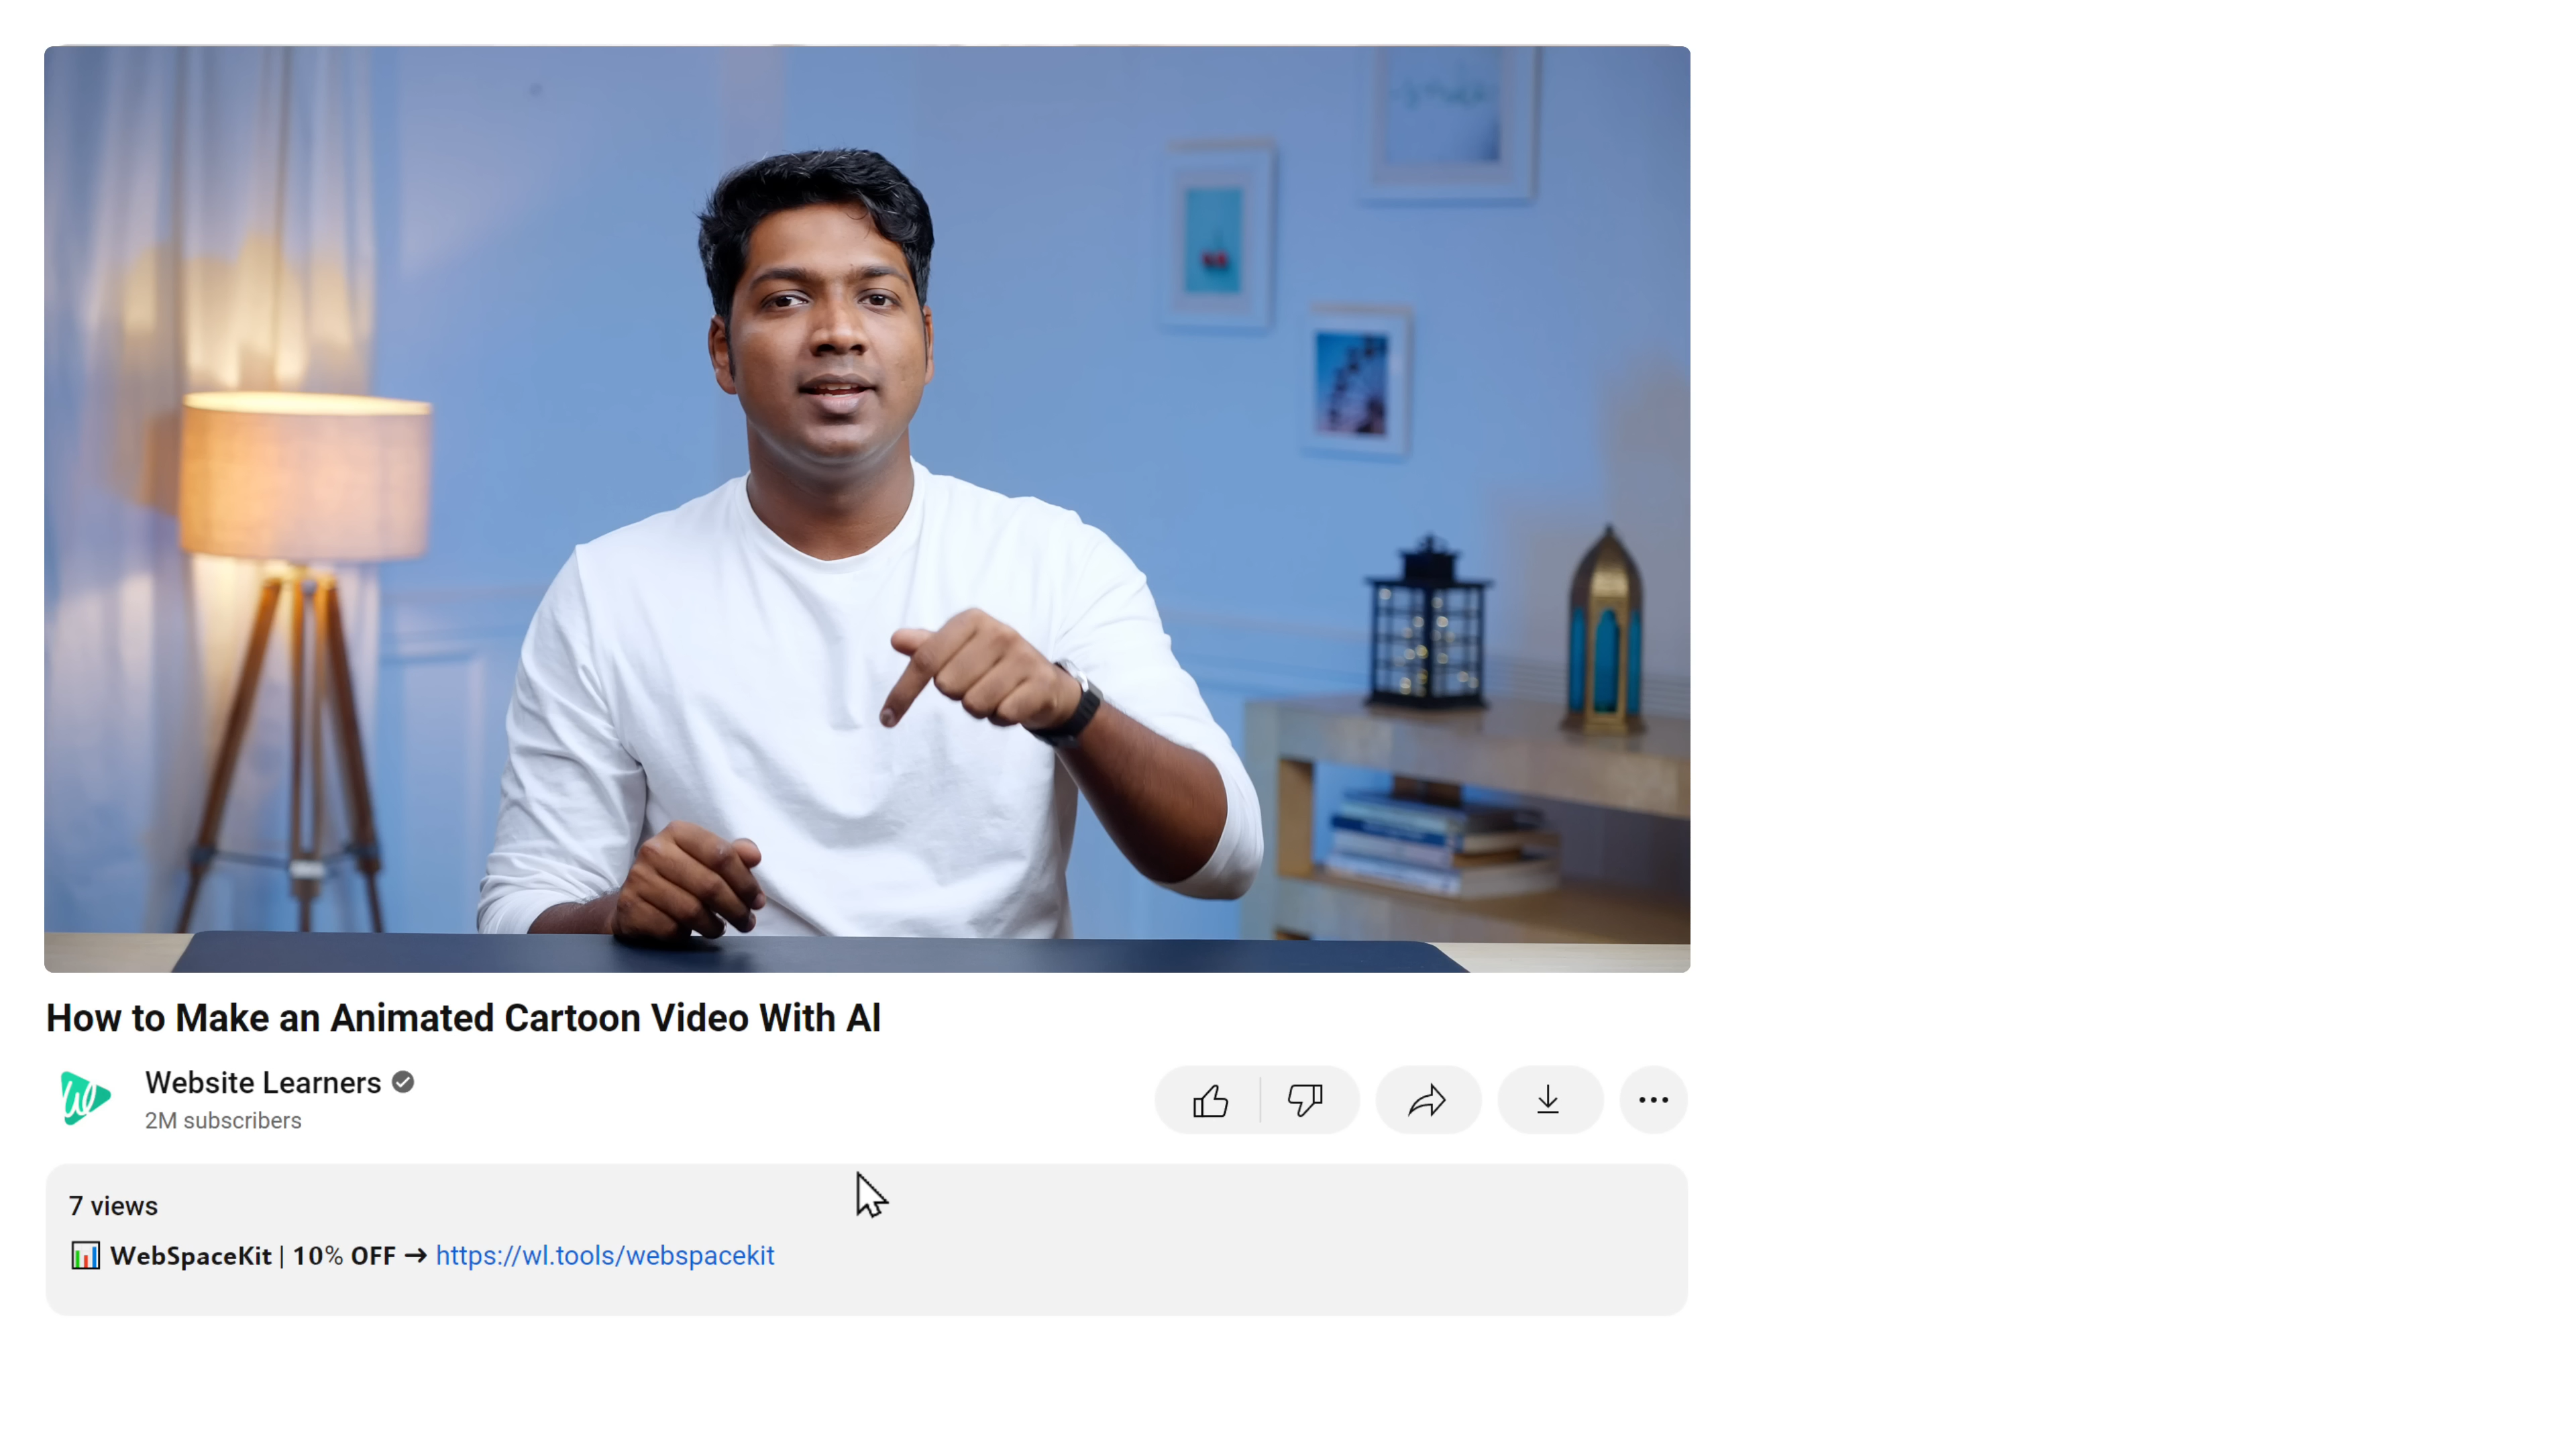 How to Make an Animated Cartoon Video With AI
Website Learners
2M subscribers
7 views
WebSpaceKit | 10% OFF → https://wl.tools/webspacekit